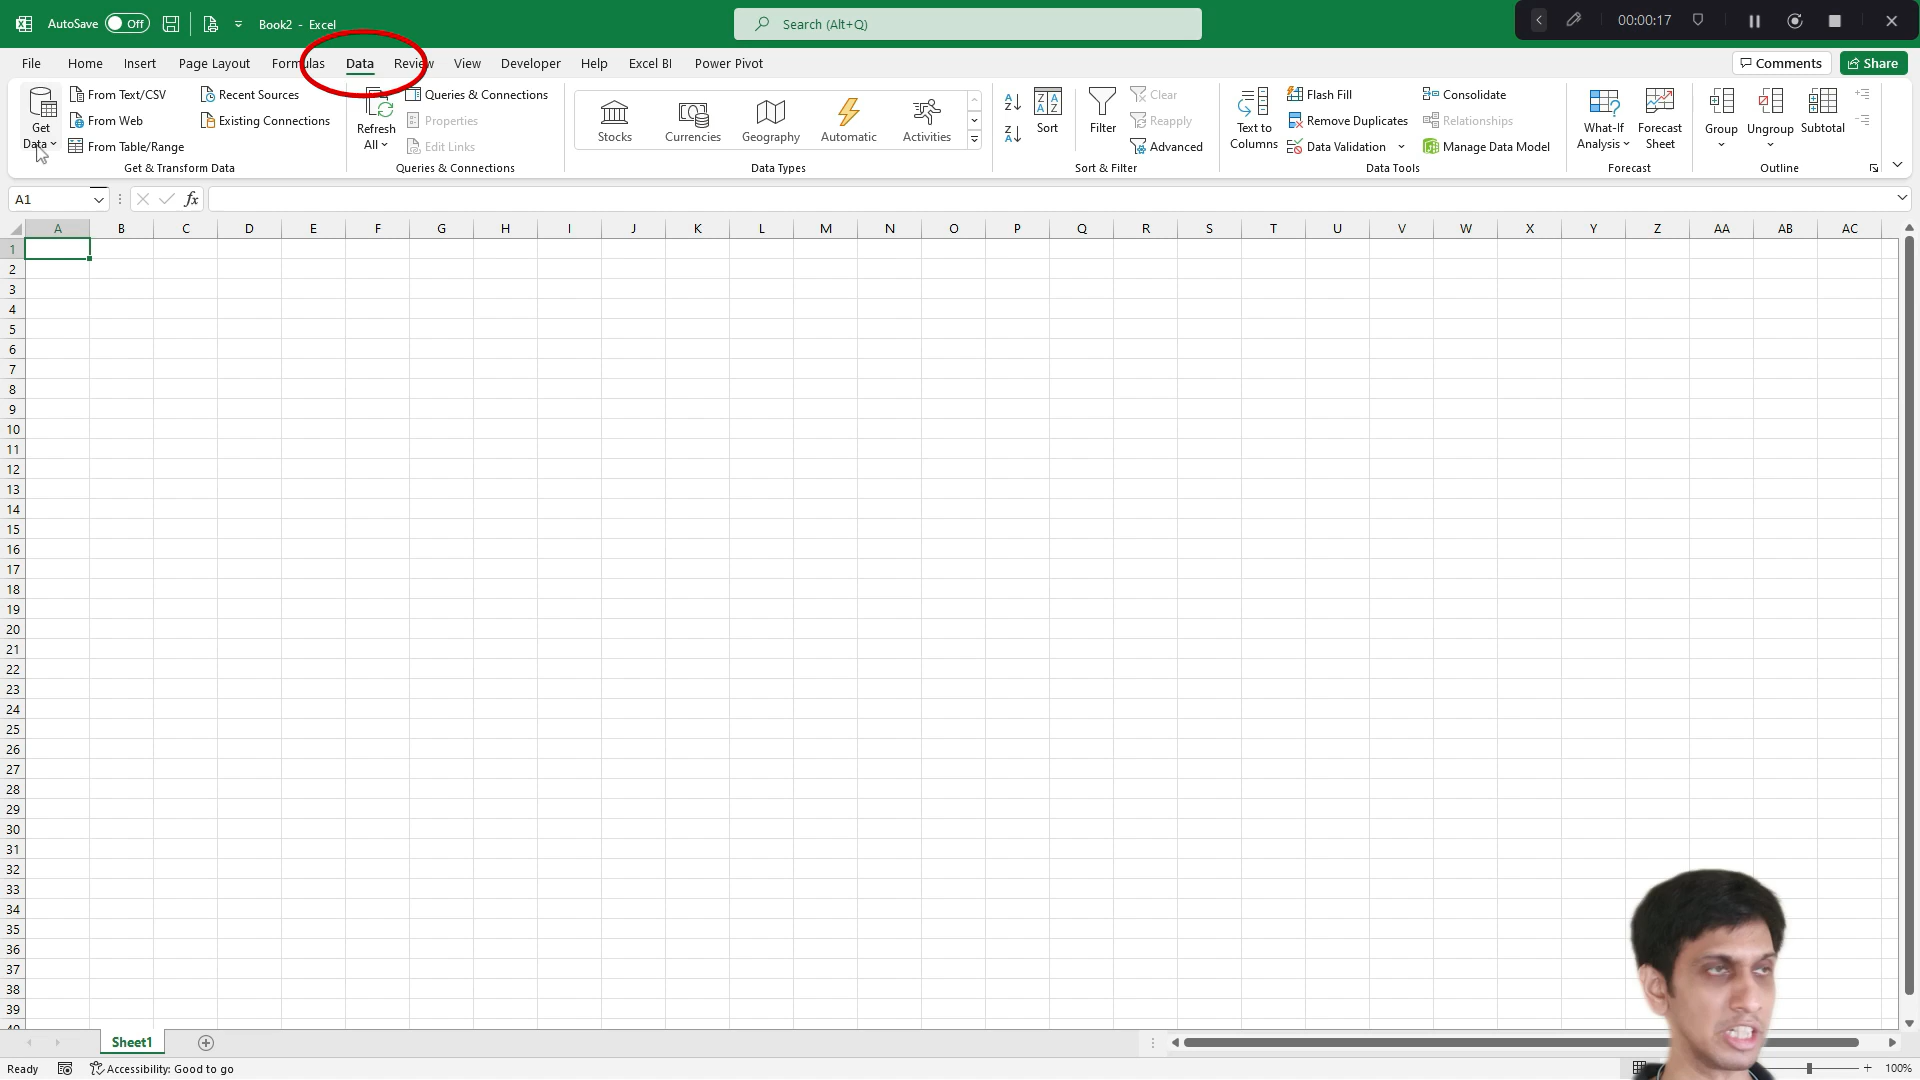 AutoSave Off Book2 - Excel Search (Alt+Q) 00:00:17
File Home Insert Page Layout Formulas Data Review View Developer Help Excel BI Power Pivot Comments Share
Get Data
From Text/CSV
From Web
From Table/Range
Recent Sources
Existing Connections
Get & Transform Data
Refresh All
Queries & Connections
Properties
Edit Links
Queries & Connections
Stocks Currencies Geography Automatic Activities
Data Types
Sort
Filter
Clear
Reapply
Advanced
Sort & Filter
Text to Columns
Flash Fill
Remove Duplicates
Data Validation
Consolidate
Relationships
Manage Data Model
Data Tools
What-If Analysis
Forecast Sheet
Forecast
Group Ungroup Subtotal
Outline
A1 fx
A B C D E F G H I J K L M N O P Q R S T U V W X Y Z AA AB AC
1
2
3
4
5
6
7
8
9
10
11
12
13
14
15
16
17
18
19
20
21
22
23
24
25
26
27
28
29
30
31
32
33
34
35
36
37
38
39
40
Sheet1
Ready Accessibility: Good to go 100%